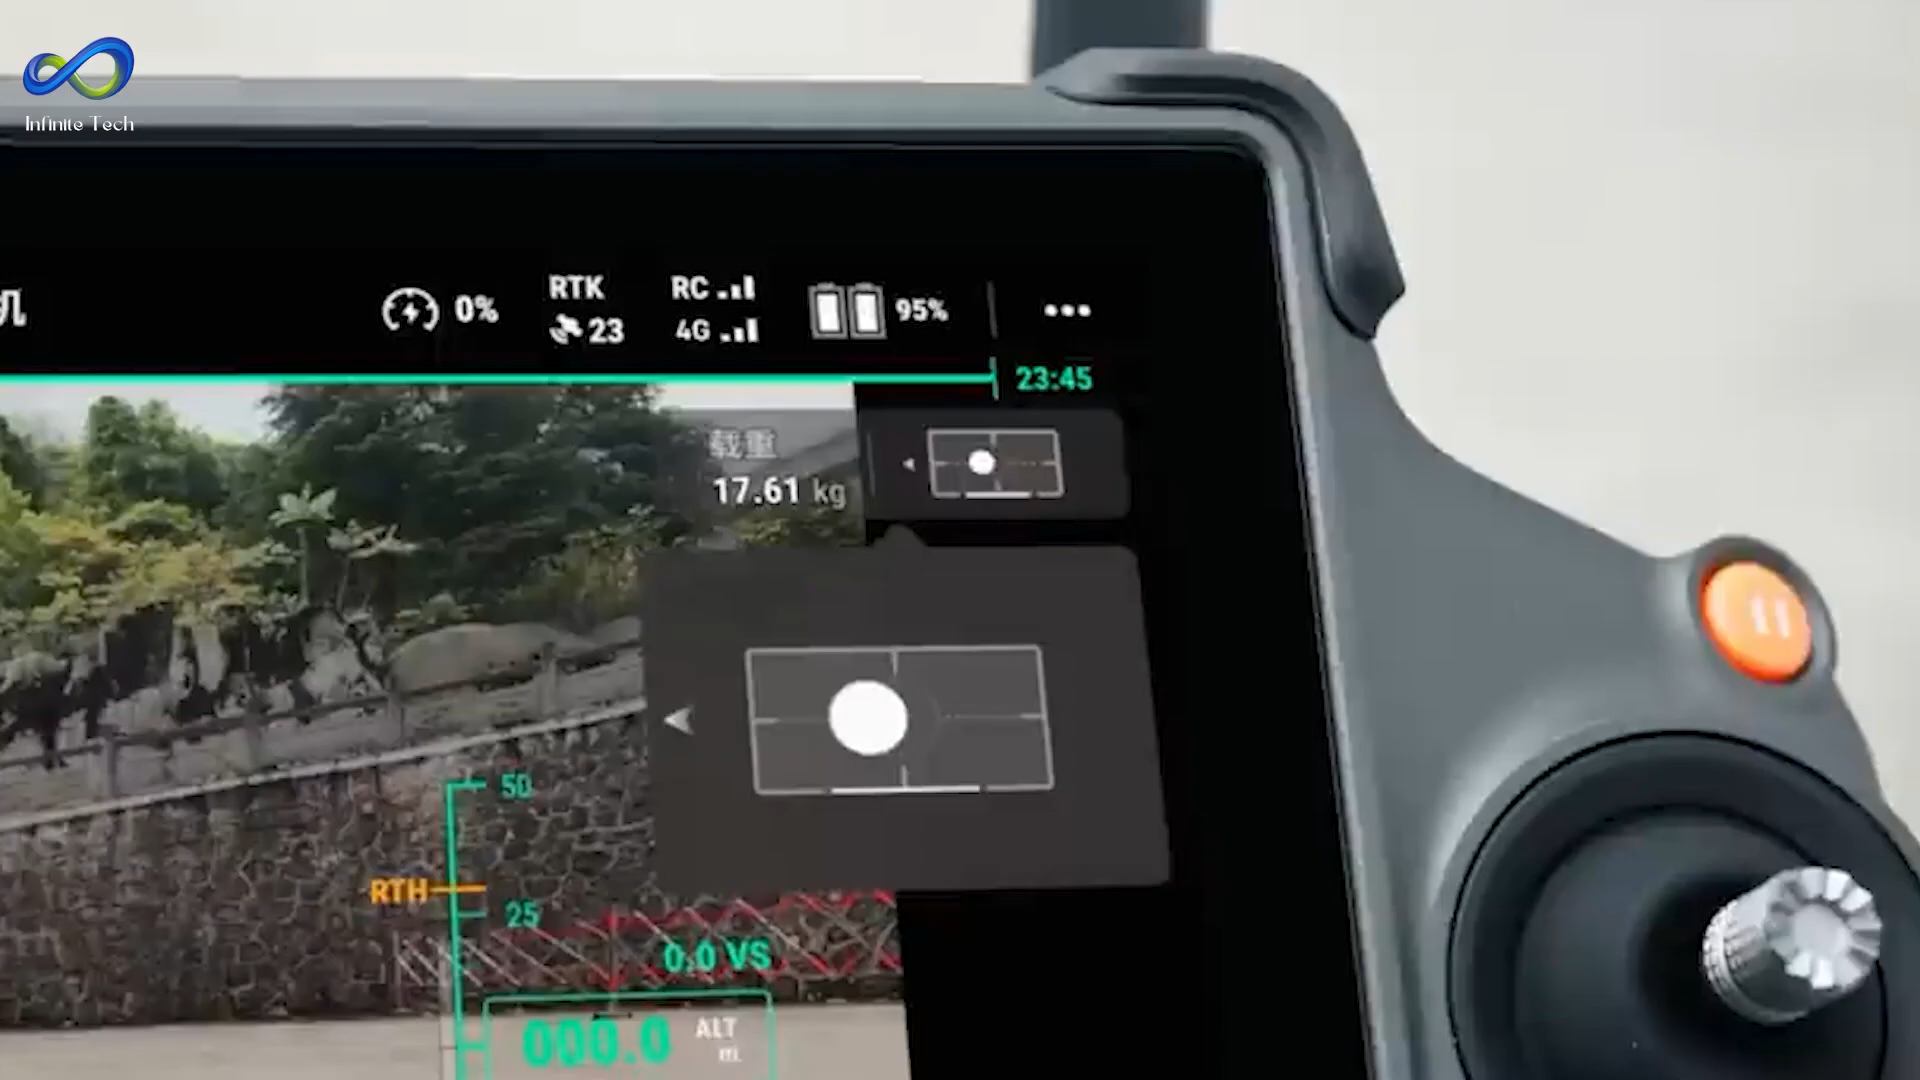 Infinite Tech
机
0%
RTK
23
RC
4G
95%
23:45
载重
17.61 kg
50
RTH
25
0.0 VS
000.0 ALT
m